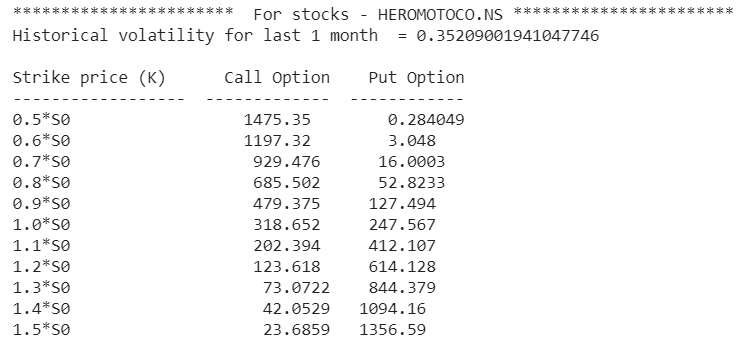 *********************** For stocks - HEROMOTOCO.NS ***********************
Historical volatility for last 1 month = 0.35209001941047746
Strike price (K) Call Option Put Option
------------------ ------------- ------------
0.5*S0 1475.35 0.284049
0.6*S0 1197.32 3.048
0.7*S0 929.476 16.0003
0.8*S0 685.502 52.8233
0.9*S0 479.375 127.494
1.0*S0 318.652 247.567
1.1*S0 202.394 412.107
1.2*S0 123.618 614.128
1.3*S0 73.0722 844.379
1.4*S0 42.0529 1094.16
1.5*S0 23.6859 1356.59